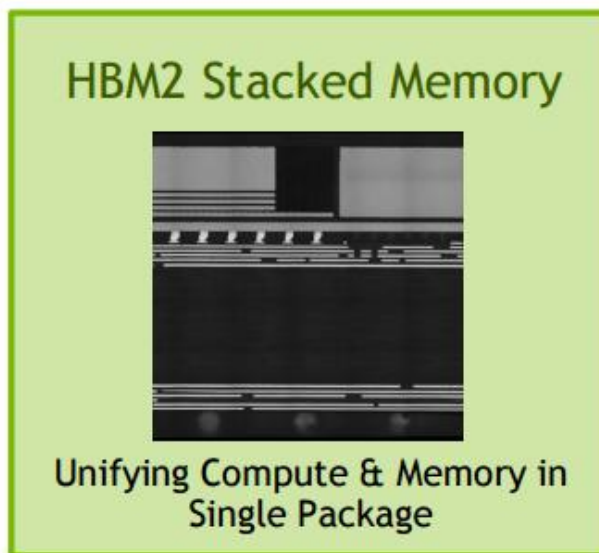 HBM2 Stacked Memory
Unifying Compute & Memory in
Single Package